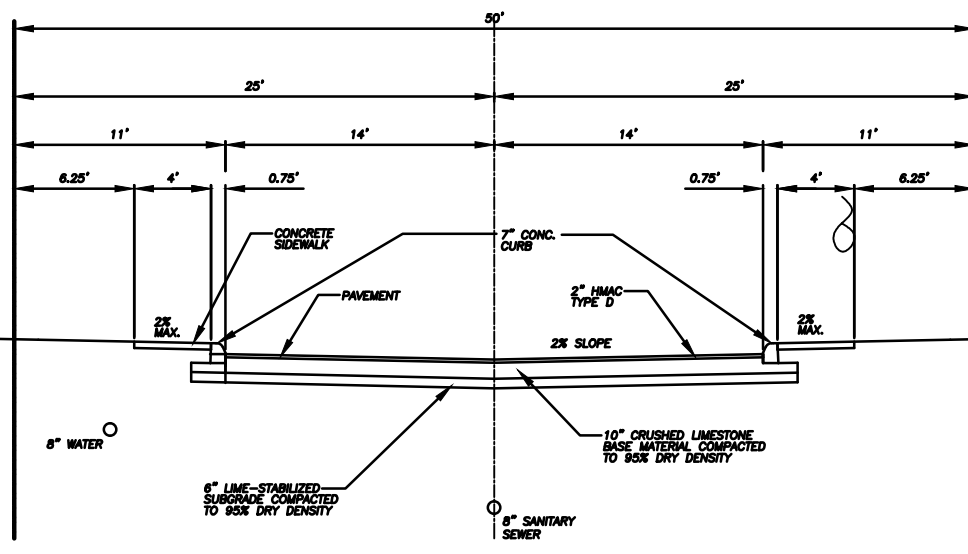 50'
25'
25'
11'
14'
14'
11'
6.25'
4'
0.75'
0.75'
4'
6.25'
CONCRETE
SIDEWALK
7" CONC.
CURB
PAVEMENT
2" HMAC
TYPE D
2%
MAX.
2% SLOPE
2%
MAX.
8" WATER
10" CRUSHED LIMESTONE
BASE MATERIAL COMPACTED
TO 95% DRY DENSITY
6" LIME-STABILIZED
SUBGRADE COMPACTED
TO 95% DRY DENSITY
8" SANITARY
SEWER